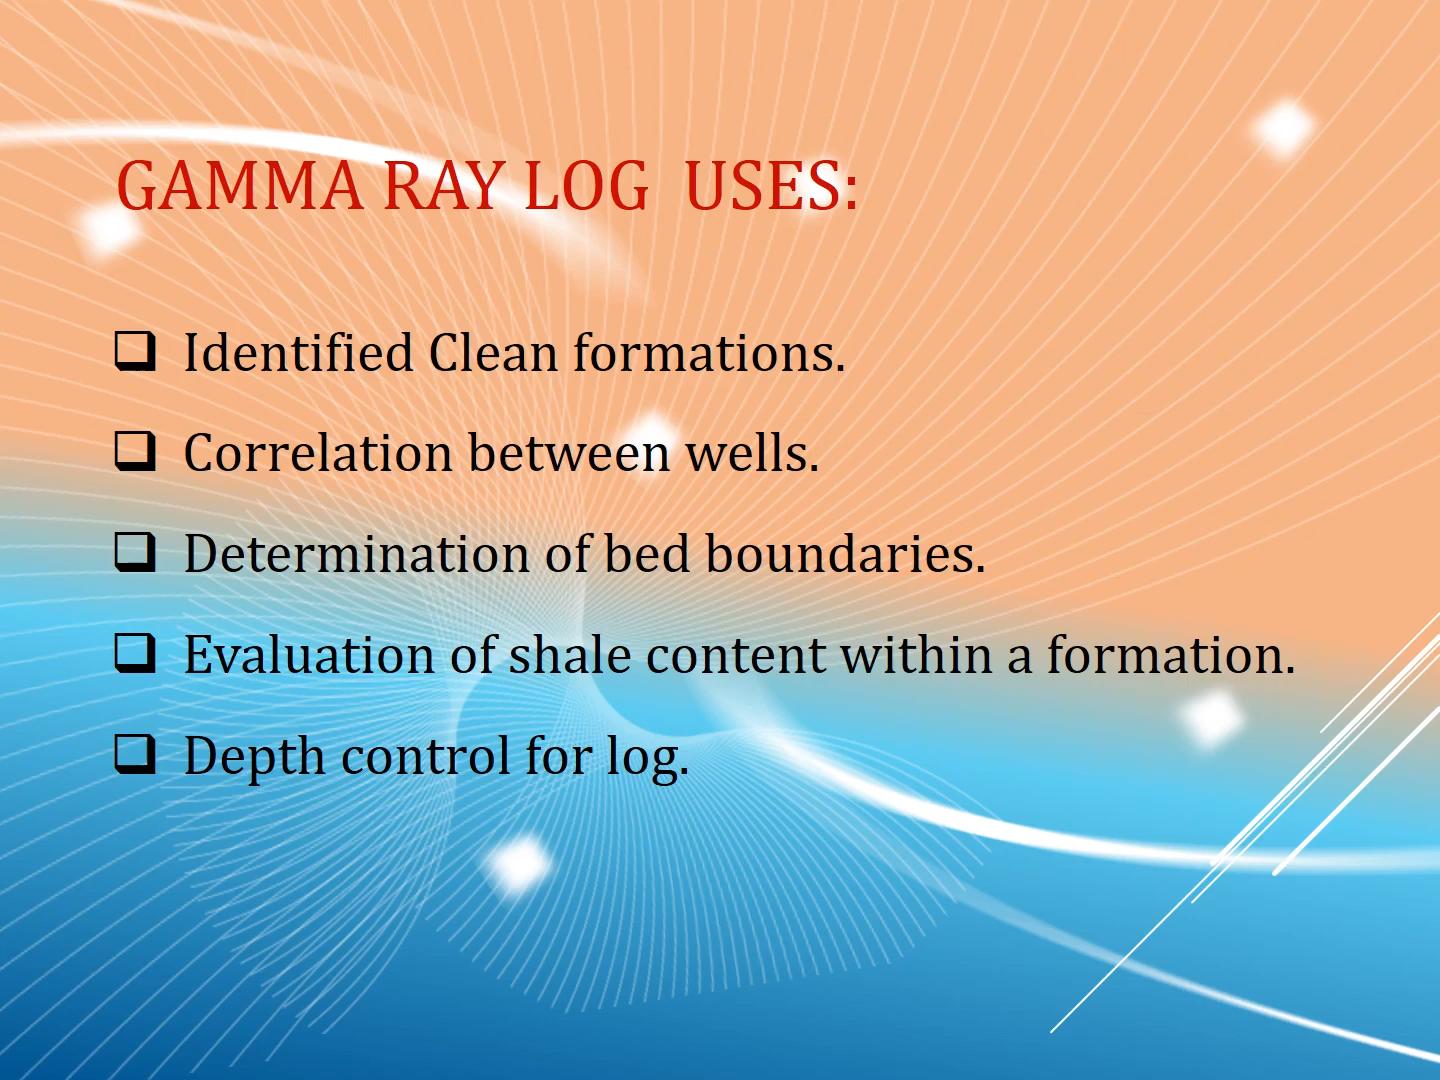 GAMMA RAY LOG  USES:
❑ Identified Clean formations.
❑ Correlation between wells.
❑ Determination of bed boundaries.
❑ Evaluation of shale content within a formation.
❑ Depth control for log.